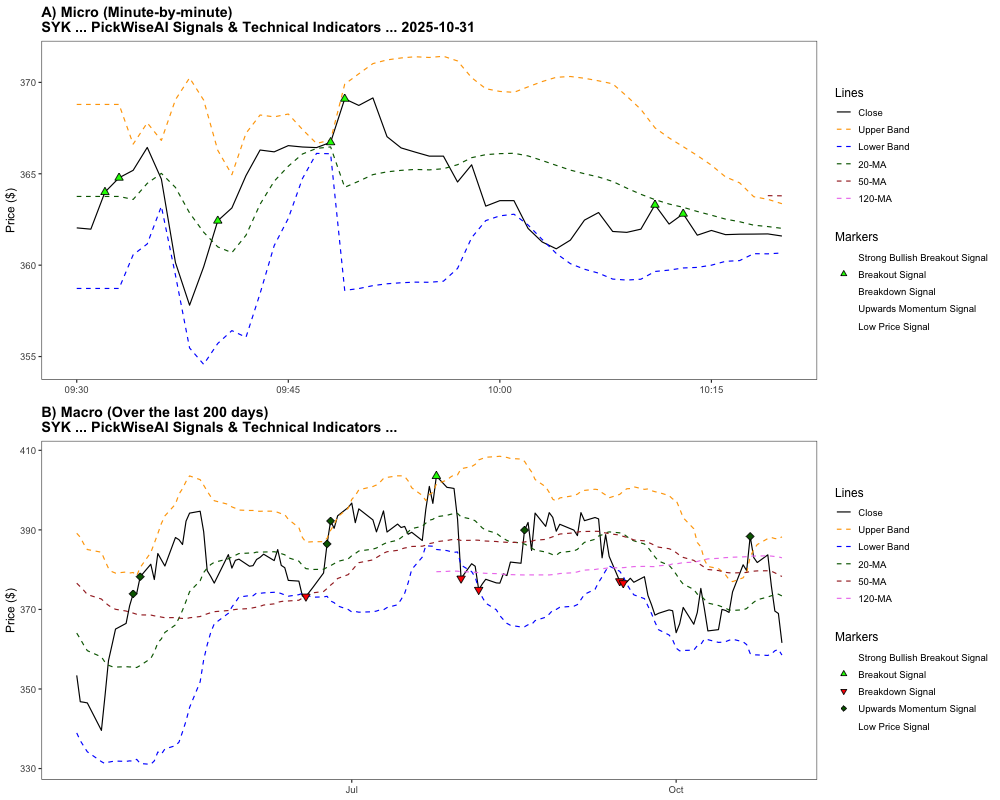 A) Micro (Minute-by-minute)
SYK ... PickWiseAI Signals & Technical Indicators ... 2025-10-31
Price ($)
370
365
360
355
09:30
09:45
10:00
10:15
Lines
Close
Upper Band
Lower Band
20-MA
50-MA
120-MA
Markers
Strong Bullish Breakout Signal
Breakout Signal
Breakdown Signal
Upwards Momentum Signal
Low Price Signal
B) Macro (Over the last 200 days)
SYK ... PickWiseAI Signals & Technical Indicators ...
Price ($)
410
390
370
350
330
Jul
Oct
Lines
Close
Upper Band
Lower Band
20-MA
50-MA
120-MA
Markers
Strong Bullish Breakout Signal
Breakout Signal
Breakdown Signal
Upwards Momentum Signal
Low Price Signal